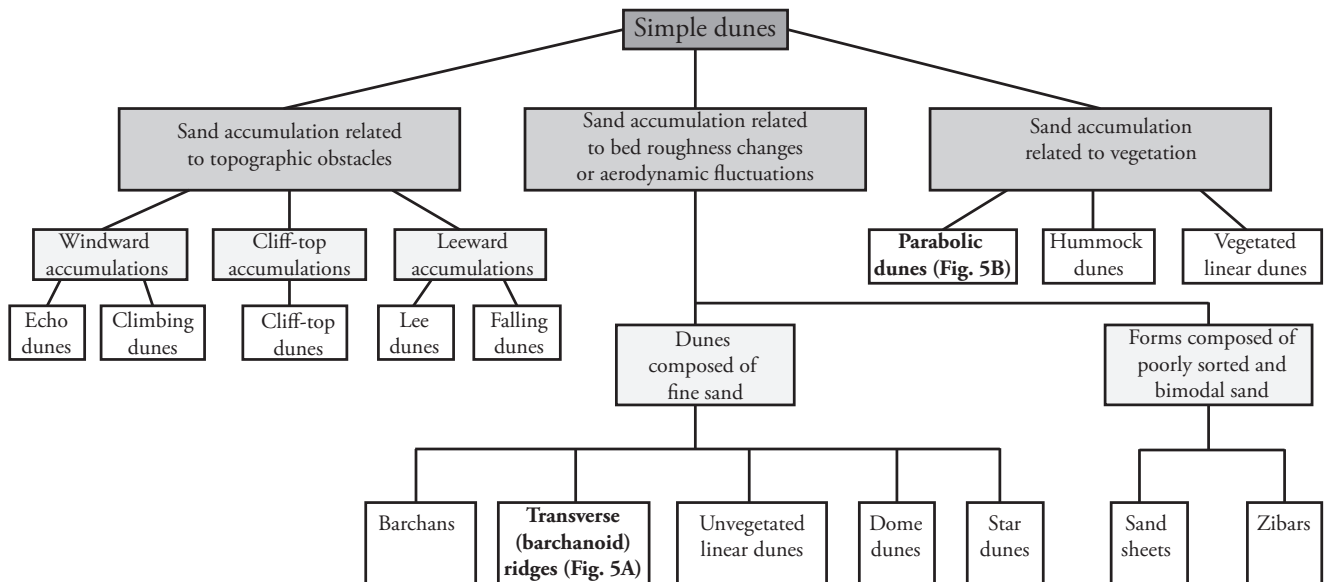 Simple dunes
Sand accumulation related
to topographic obstacles
Sand accumulation related
to bed roughness changes
or aerodynamic fluctuations
Sand accumulation
related to vegetation
Windward
accumulations
Cliff-top
accumulations
Leeward
accumulations
Parabolic
dunes (Fig. 5B)
Hummock
dunes
Vegetated
linear dunes
Echo
dunes
Climbing
dunes
Cliff-top
dunes
Lee
dunes
Falling
dunes
Dunes
composed of
fine sand
Forms composed of
poorly sorted and
bimodal sand
Barchans
Transverse
(barchanoid)
ridges (Fig. 5A)
Unvegetated
linear dunes
Dome
dunes
Star
dunes
Sand
sheets
Zibars